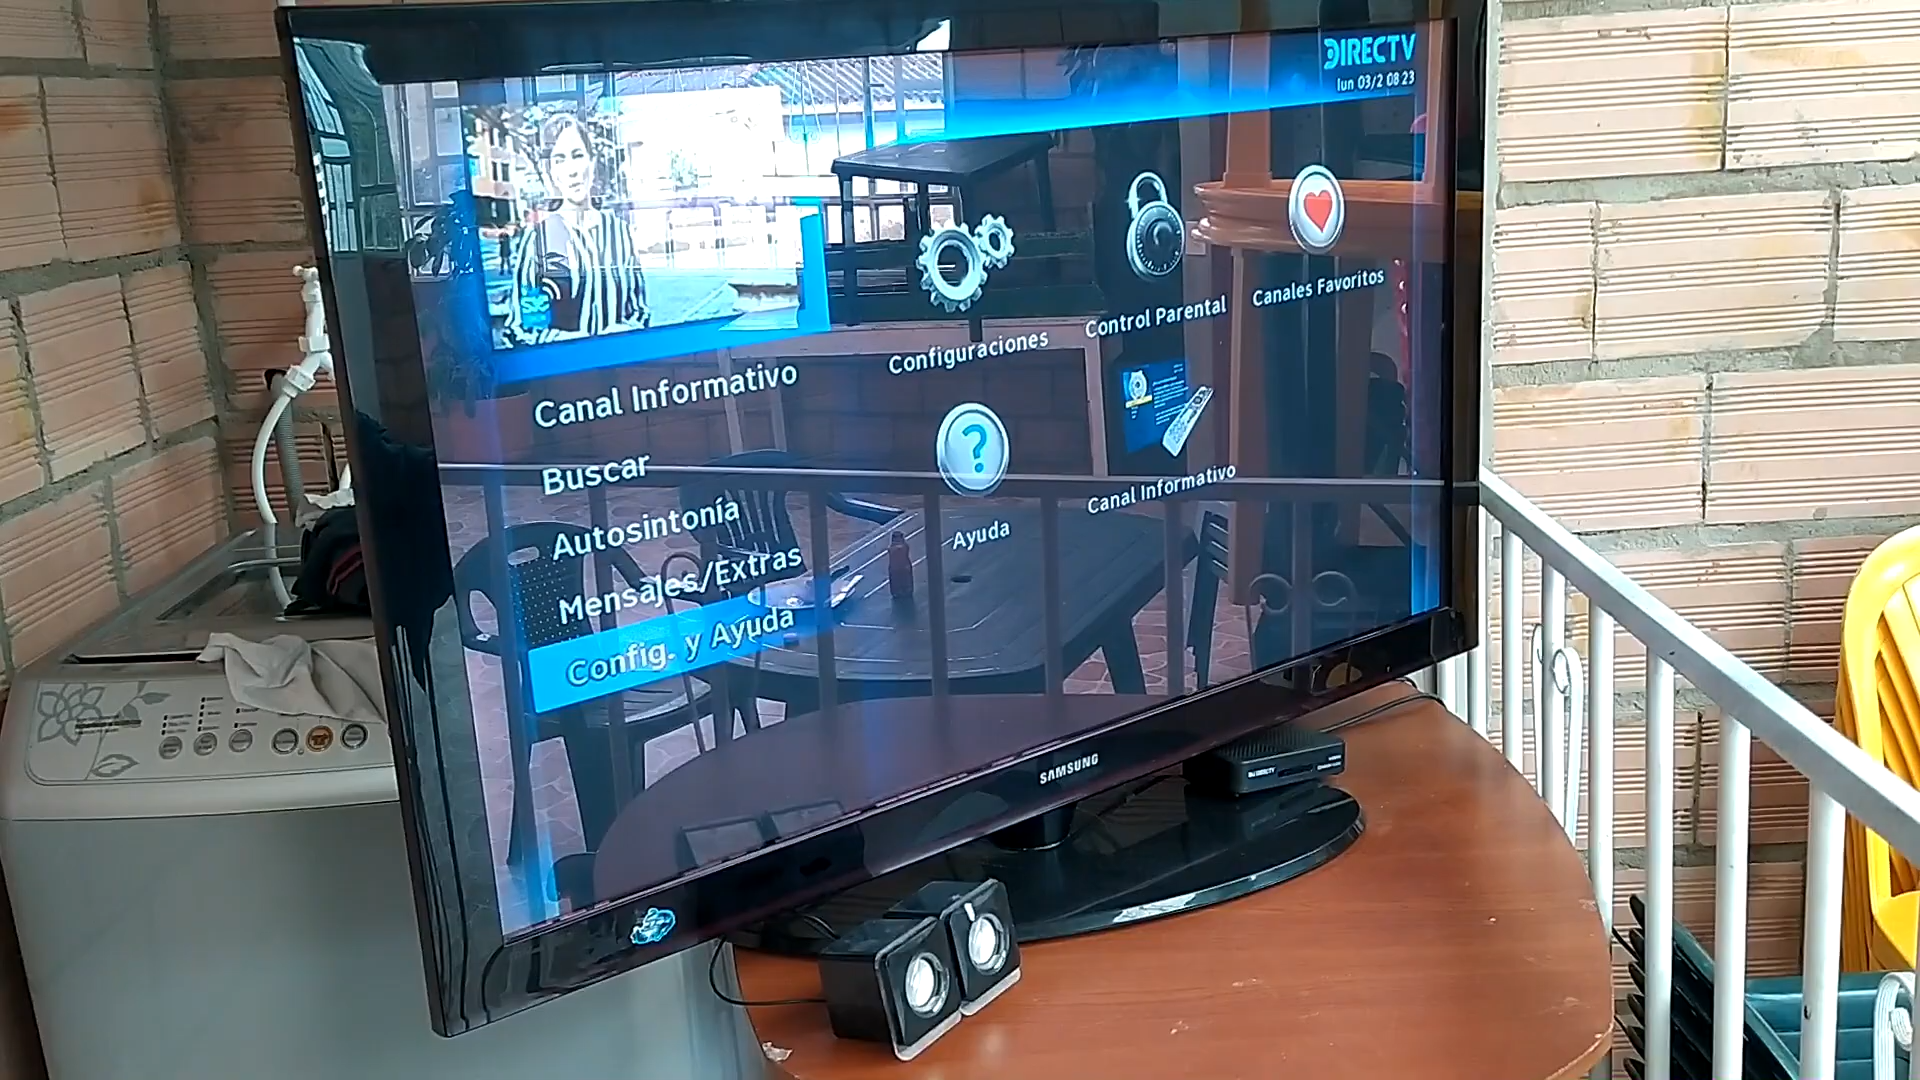 DIRECTV
lun 03/2 08 23
Configuraciones
Control Parental
Canales Favoritos
Canal Informativo
Buscar
Autosintonía
Mensajes/Extras
Config. y Ayuda
Ayuda
Canal Informativo
SAMSUNG
DIRECTV